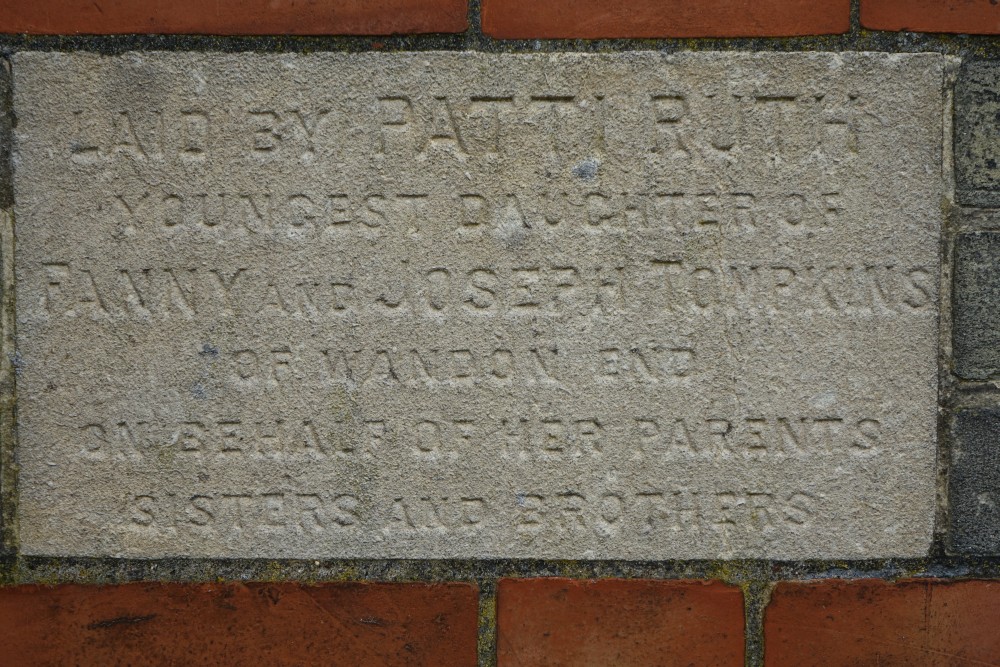 LAID BY PATTI RUTH
YOUNGEST DAUGHTER OF
FANNY AND JOSEPH TOMPKINS
OF WANDON END
ON BEHALF OF HER PARENTS
SISTERS AND BROTHERS